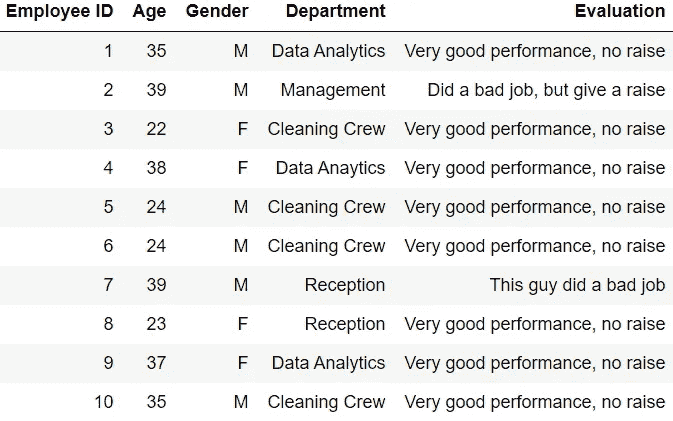 Employee ID Age Gender Department Evaluation
1 35 M Data Analytics Very good performance, no raise
2 39 M Management Did a bad job, but give a raise
3 22 F Cleaning Crew Very good performance, no raise
4 38 F Data Anaytics Very good performance, no raise
5 24 M Cleaning Crew Very good performance, no raise
6 24 M Cleaning Crew Very good performance, no raise
7 39 M Reception This guy did a bad job
8 23 F Reception Very good performance, no raise
9 37 F Data Analytics Very good performance, no raise
10 35 M Cleaning Crew Very good performance, no raise